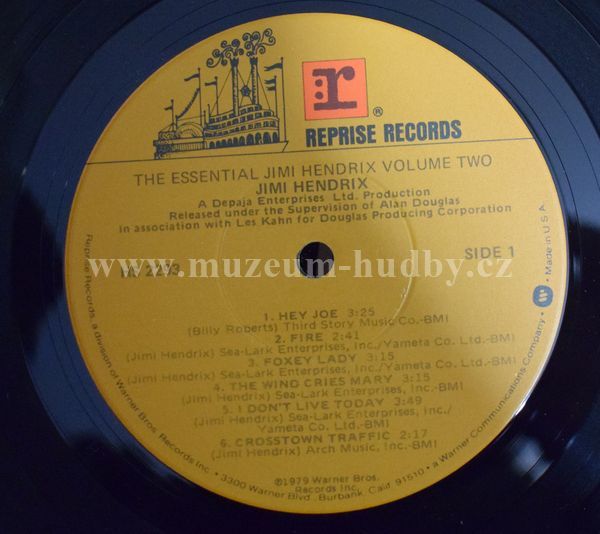 r
®
REPRISE RECORDS
THE ESSENTIAL JIMI HENDRIX VOLUME TWO
JIMI HENDRIX
A Depaja Enterprises Ltd. Production
Released under the Supervision of Alan Douglas
In association with Les Kahn for Douglas Producing Corporation
HS 2293
SIDE 1
www.muzeum-hudby.cz
1. HEY JOE 3:25
(Billy Roberts) Third Story Music Co.-BMI
2. FIRE 2:41
(Jimi Hendrix) Sea-Lark Enterprises, Inc./Yameta Co. Ltd.-BMI
3. FOXEY LADY 3:15
(Jimi Hendrix) Sea-Lark Enterprises, Inc./Yameta Co. Ltd.-BMI
4. THE WIND CRIES MARY 3:15
(Jimi Hendrix) Sea-Lark Enterprises, Inc./Yameta Co. Ltd.-BMI
5. I DON'T LIVE TODAY 3:49
(Jimi Hendrix) Sea-Lark Enterprises, Inc./
Yameta Co. Ltd.-BMI
6. CROSSTOWN TRAFFIC 2:17
(Jimi Hendrix) Arch Music, Inc.-BMI
©1979 Warner Bros.
Records Inc.
Reprise Records, a division of Warner Bros. Records Inc. • 3300 Warner Blvd., Burbank, Calif. 91510 • a Warner Communications Company • Made in U.S.A.